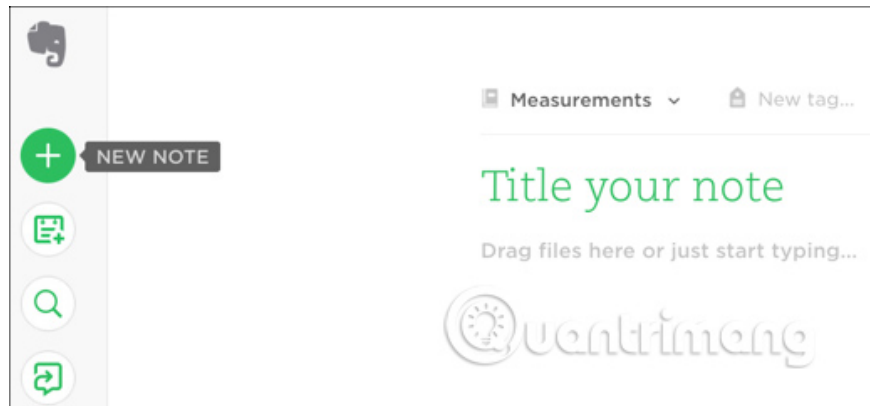 Measurements
New tag...
NEW NOTE
Title your note
Drag files here or just start typing...
Quantrimang